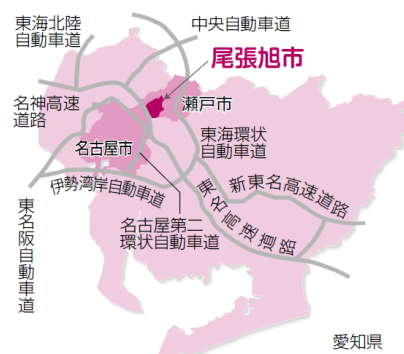 東海北陸
自動車道
中央自動車道
尾張旭市
名神高速
道路
瀬戸市
東海環状
自動車道
名古屋市
伊勢湾岸自動車道
新東名高速道路
東名高速道路
名古屋第二
環状自動車道
東名阪自動車道
愛知県